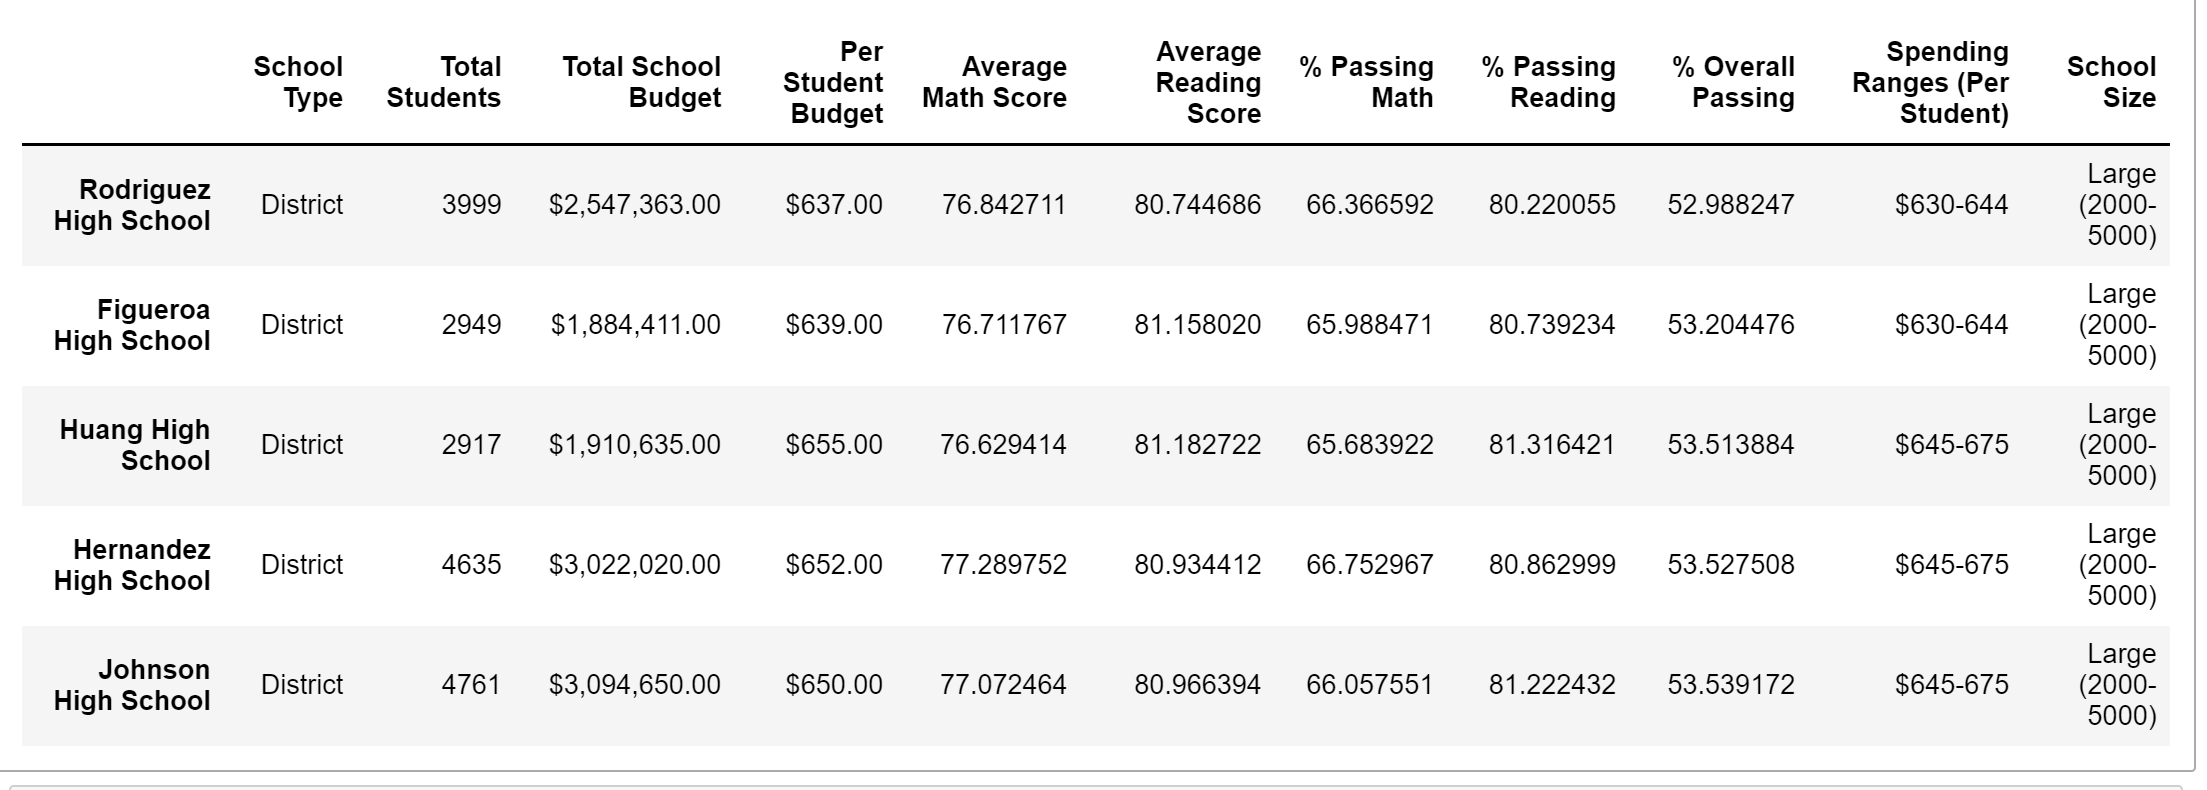 School Type Total Students Total School Budget Per Student Budget Average Math Score Average Reading Score % Passing Math % Passing Reading % Overall Passing Spending Ranges (Per Student) School Size
Rodriguez High School District 3999 $2,547,363.00 $637.00 76.842711 80.744686 66.366592 80.220055 52.988247 $630-644 Large (2000-5000)
Figueroa High School District 2949 $1,884,411.00 $639.00 76.711767 81.158020 65.988471 80.739234 53.204476 $630-644 Large (2000-5000)
Huang High School District 2917 $1,910,635.00 $655.00 76.629414 81.182722 65.683922 81.316421 53.513884 $645-675 Large (2000-5000)
Hernandez High School District 4635 $3,022,020.00 $652.00 77.289752 80.934412 66.752967 80.862999 53.527508 $645-675 Large (2000-5000)
Johnson High School District 4761 $3,094,650.00 $650.00 77.072464 80.966394 66.057551 81.222432 53.539172 $645-675 Large (2000-5000)